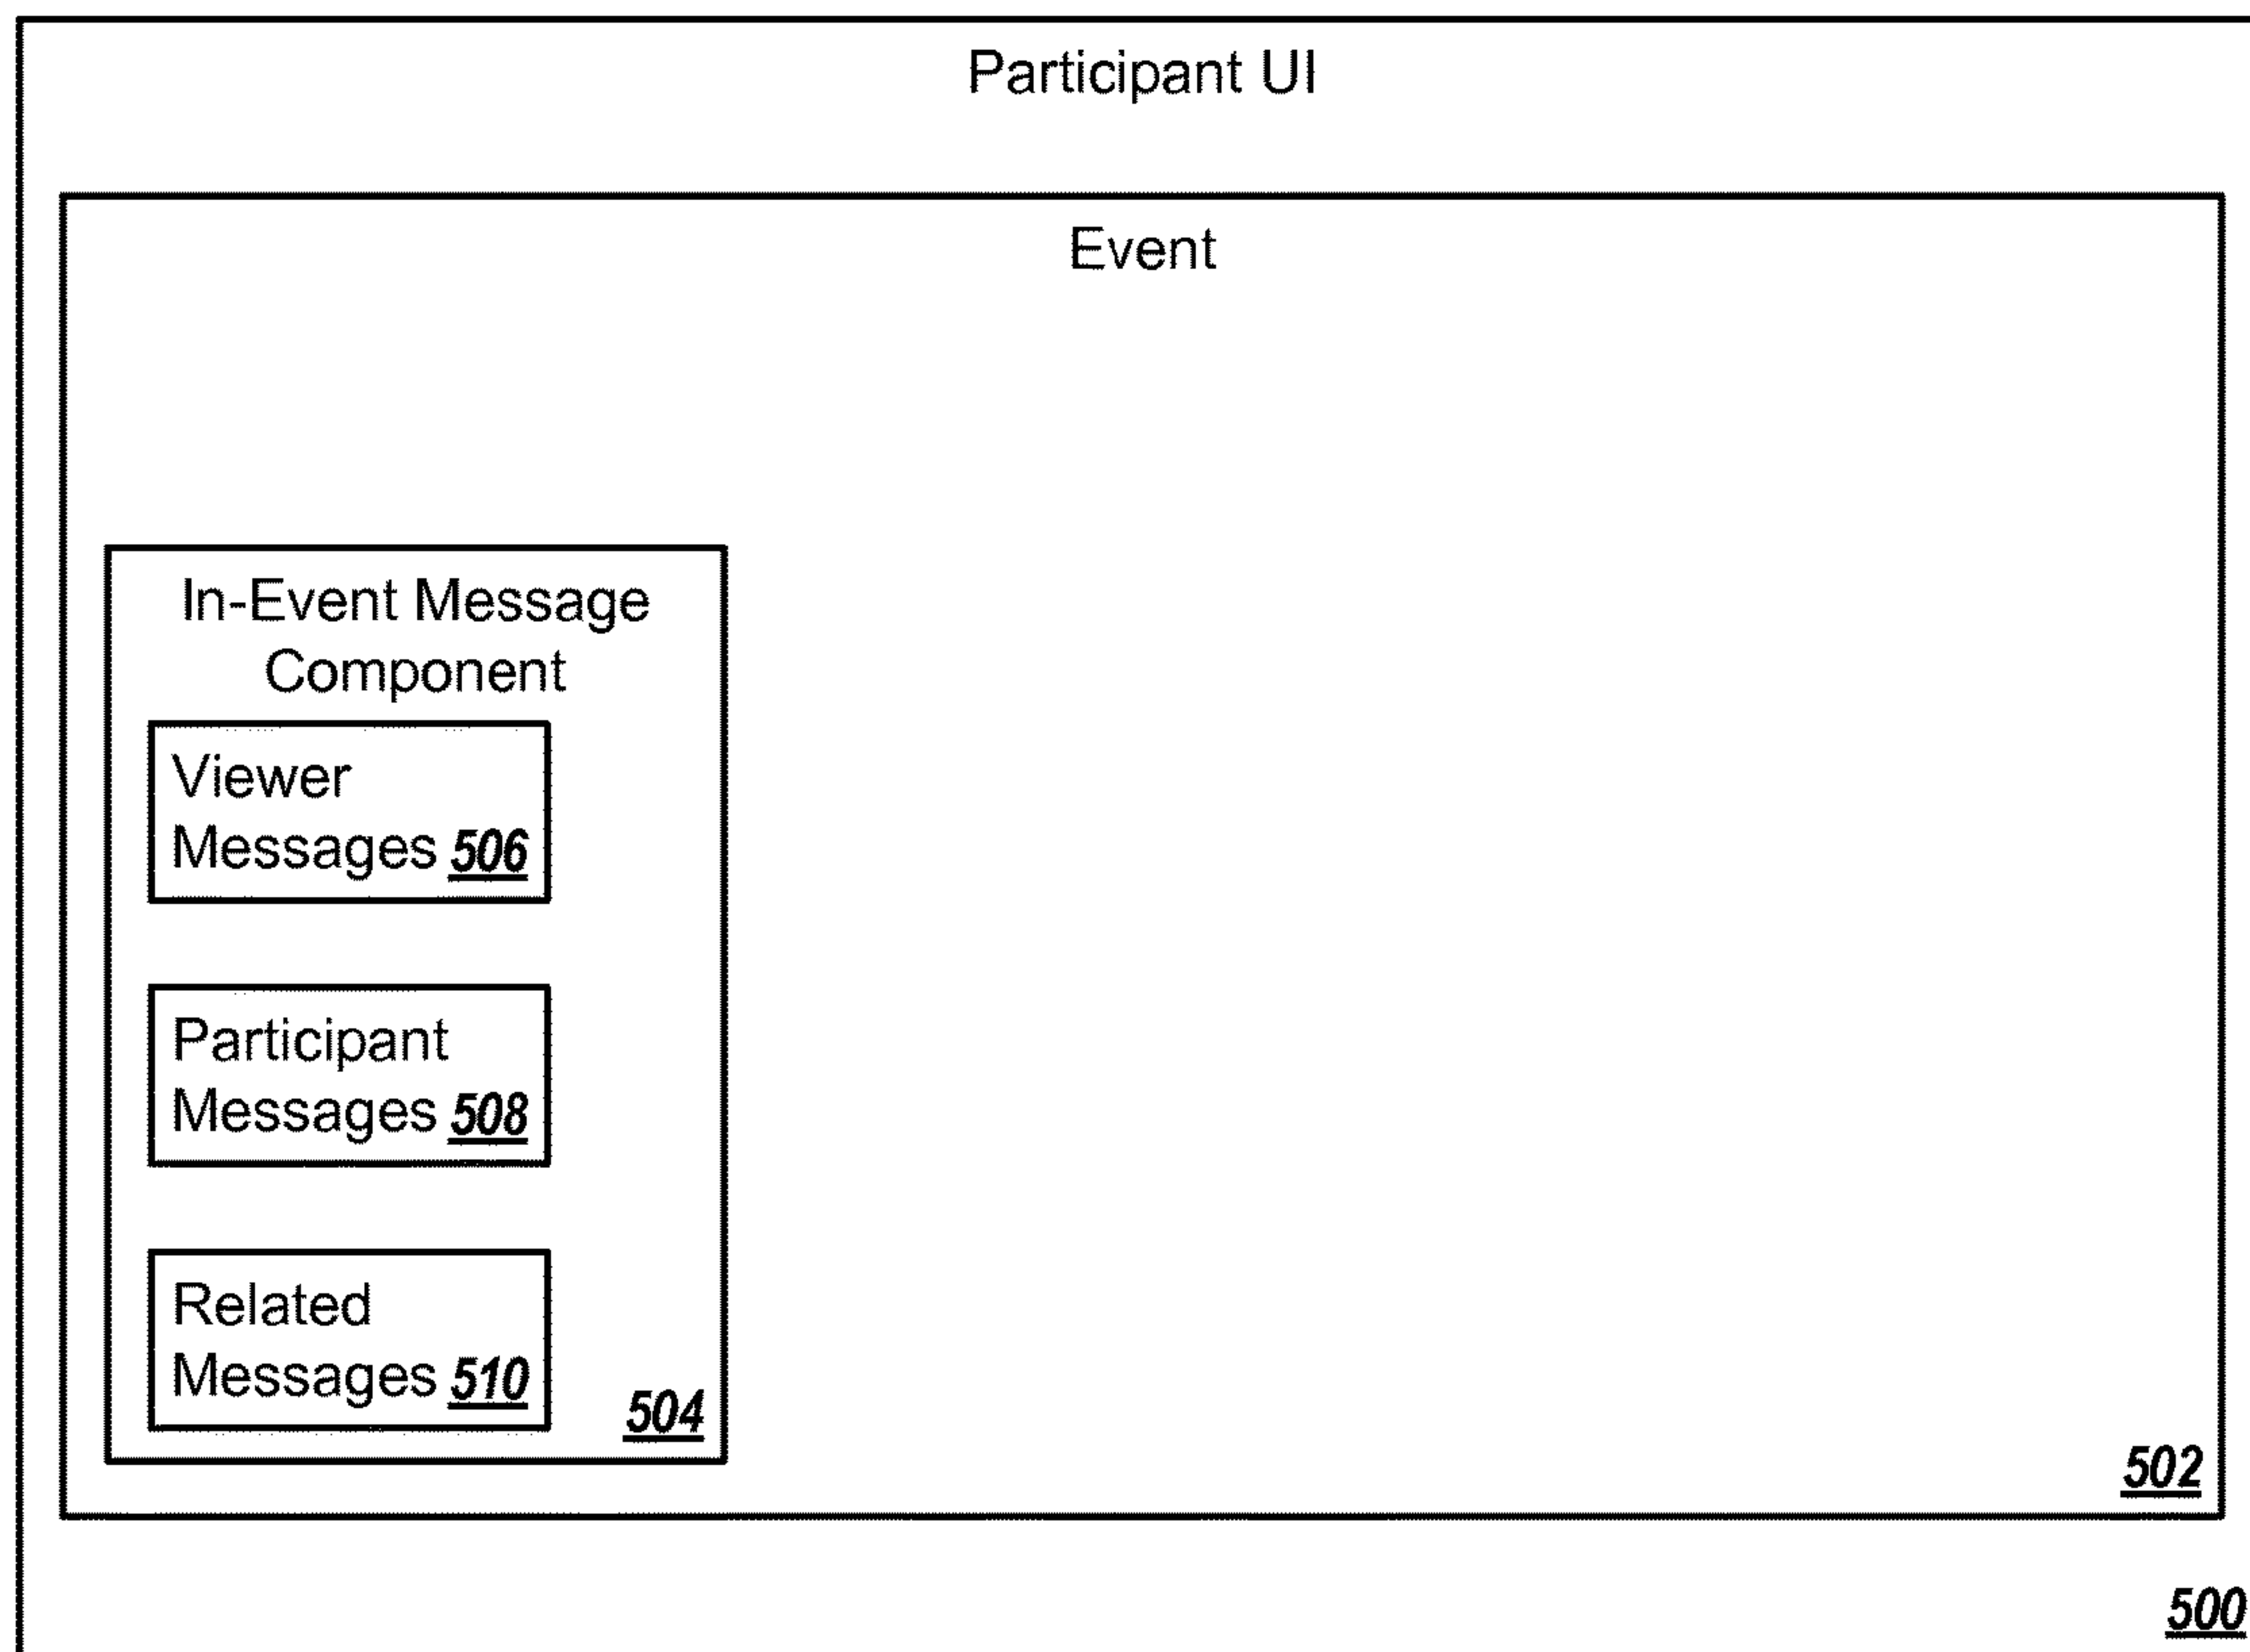 Participant UI
Event
In-Event Message
Component
Viewer
Messages 506
Participant
Messages 508
Related
Messages 510
504
502
500